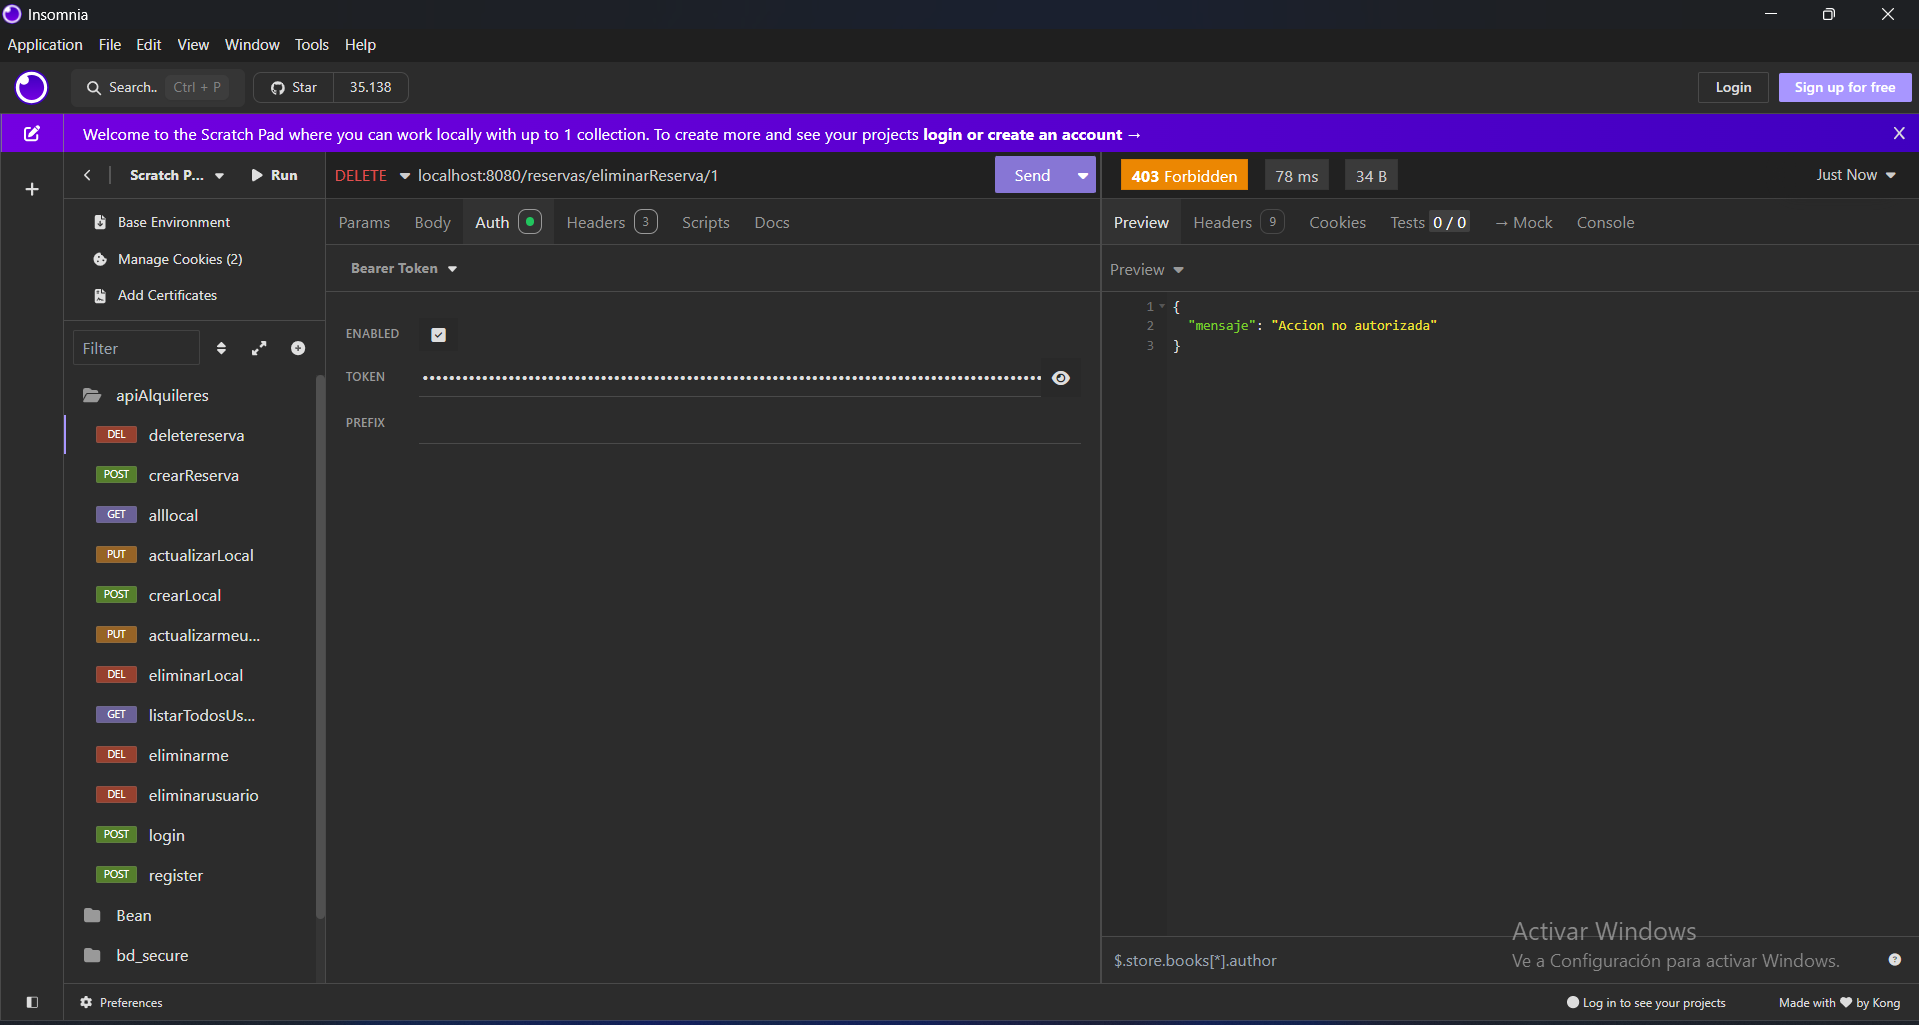 Insomnia
Application File Edit View Window Tools Help
Search.. Ctrl + P Star 35.138 Login Sign up for free
Welcome to the Scratch Pad where you can work locally with up to 1 collection. To create more and see your projects login or create an account →
Scratch P... Run
Base Environment
Manage Cookies (2)
Add Certificates
Filter
apiAlquileres
DEL deletereserva
POST crearReserva
GET alllocal
PUT actualizarLocal
POST crearLocal
PUT actualizarmeu...
DEL eliminarLocal
GET listarTodosUs...
DEL eliminarme
DEL eliminarusuario
POST login
POST register
Bean
bd_secure
DELETE localhost:8080/reservas/eliminarReserva/1 Send
Params Body Auth Headers 3 Scripts Docs
Bearer Token
ENABLED
TOKEN
PREFIX
403 Forbidden 78 ms 34 B Just Now
Preview Headers 9 Cookies Tests 0 / 0 → Mock Console
Preview
1 {
2 "mensaje": "Accion no autorizada"
3 }
Activar Windows
Ve a Configuración para activar Windows.
$.store.books[*].author
Preferences
Log in to see your projects Made with by Kong